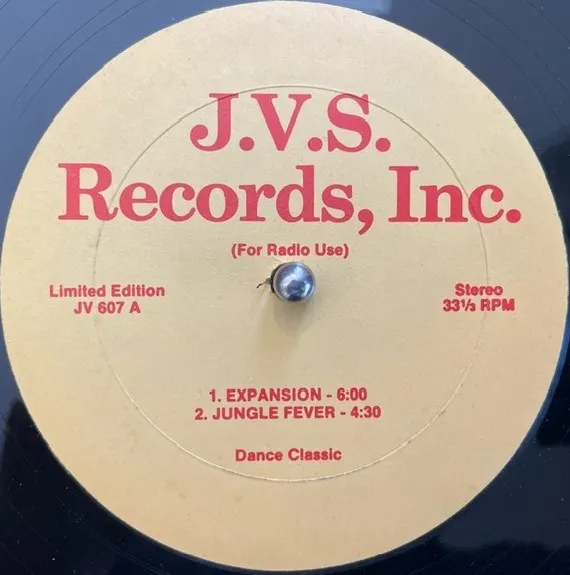 J.V.S.
Records, Inc.
(For Radio Use)
Limited Edition
JV 607 A
Stereo
33⅓ RPM
1. EXPANSION - 6:00
2. JUNGLE FEVER - 4:30
Dance Classic